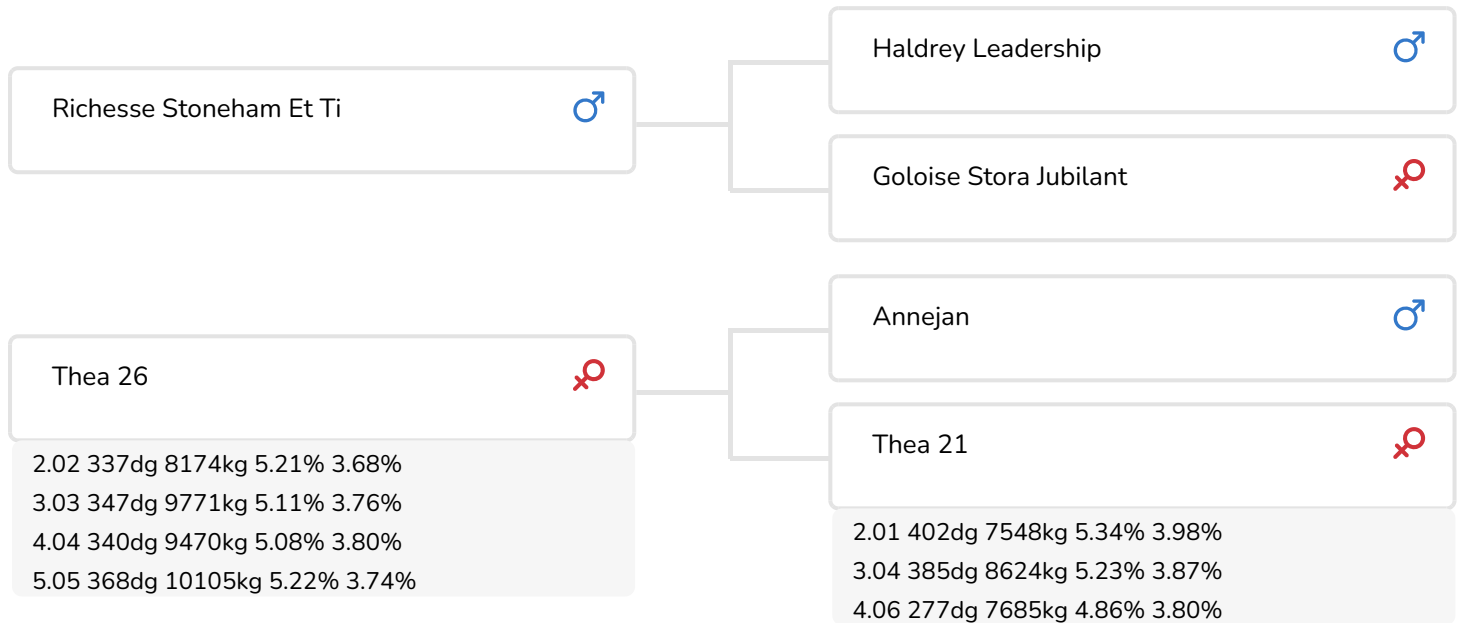 Haldrey Leadership
Richesse Stoneham Et Ti
Goloise Stora Jubilant
Annejan
Thea 26
2.02 337dg 8174kg 5.21% 3.68%
3.03 347dg 9771kg 5.11% 3.76%
4.04 340dg 9470kg 5.08% 3.80%
5.05 368dg 10105kg 5.22% 3.74%
Thea 21
2.01 402dg 7548kg 5.34% 3.98%
3.04 385dg 8624kg 5.23% 3.87%
4.06 277dg 7685kg 4.86% 3.80%